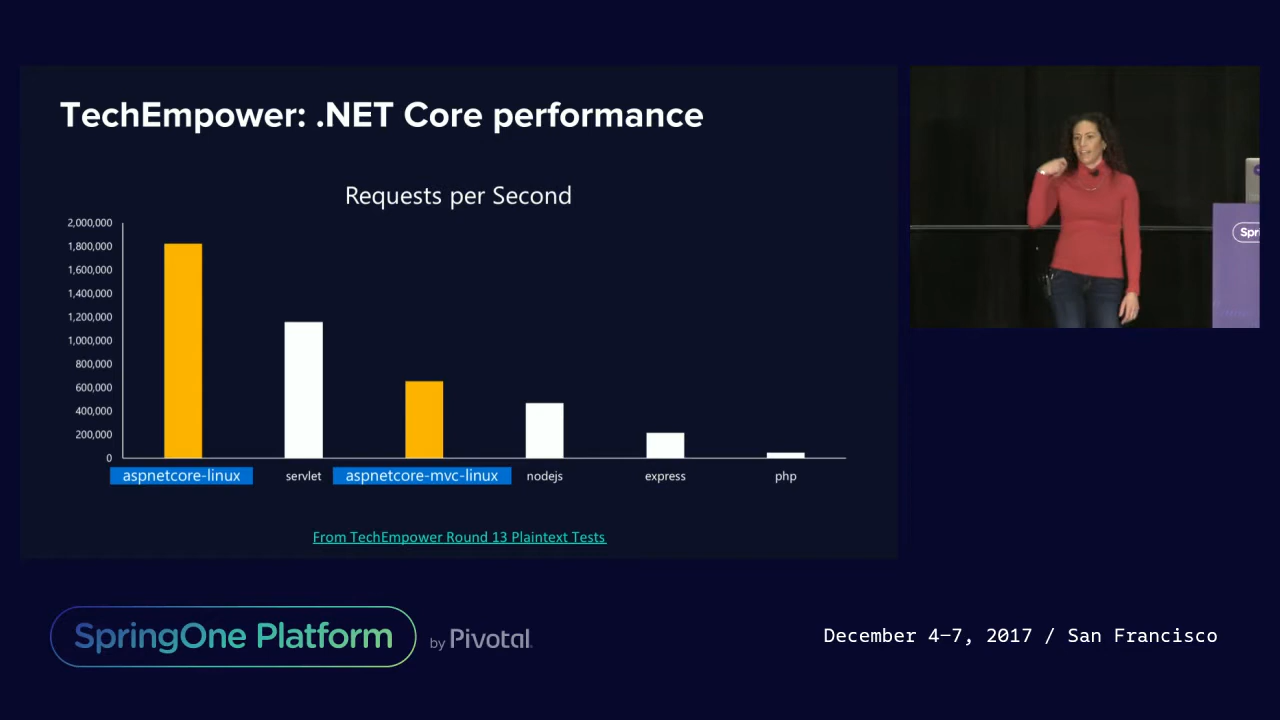 TechEmpower: .NET Core performance
Requests per Second
2,000,000
1,800,000
1,600,000
1,400,000
1,200,000
1,000,000
800,000
600,000
400,000
200,000
0
aspnetcore-linux servlet aspnetcore-mvc-linux nodejs express php
From TechEmpower Round 13 Plaintext Tests
Spri
SpringOne Platform by Pivotal.
December 4–7, 2017 / San Francisco